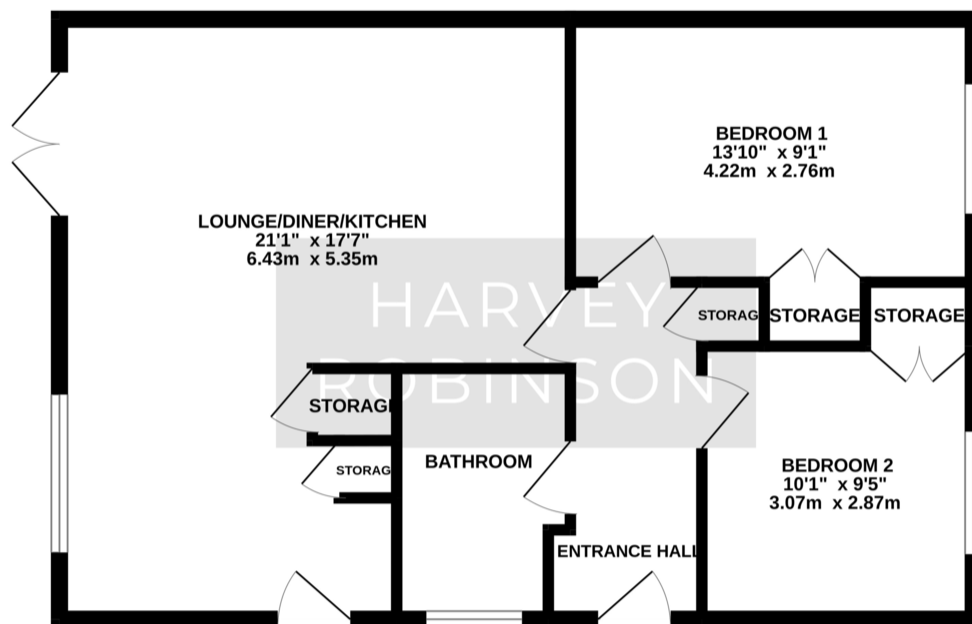 BEDROOM 1
13'10" x 9'1"
4.22m x 2.76m
LOUNGE/DINER/KITCHEN
21'1" x 17'7"
6.43m x 5.35m
HARVEY
ROBINSON
STORAG
STORAGE
STORAGE
STORAGE
STORAG
BATHROOM
BEDROOM 2
10'1" x 9'5"
3.07m x 2.87m
ENTRANCE HALL